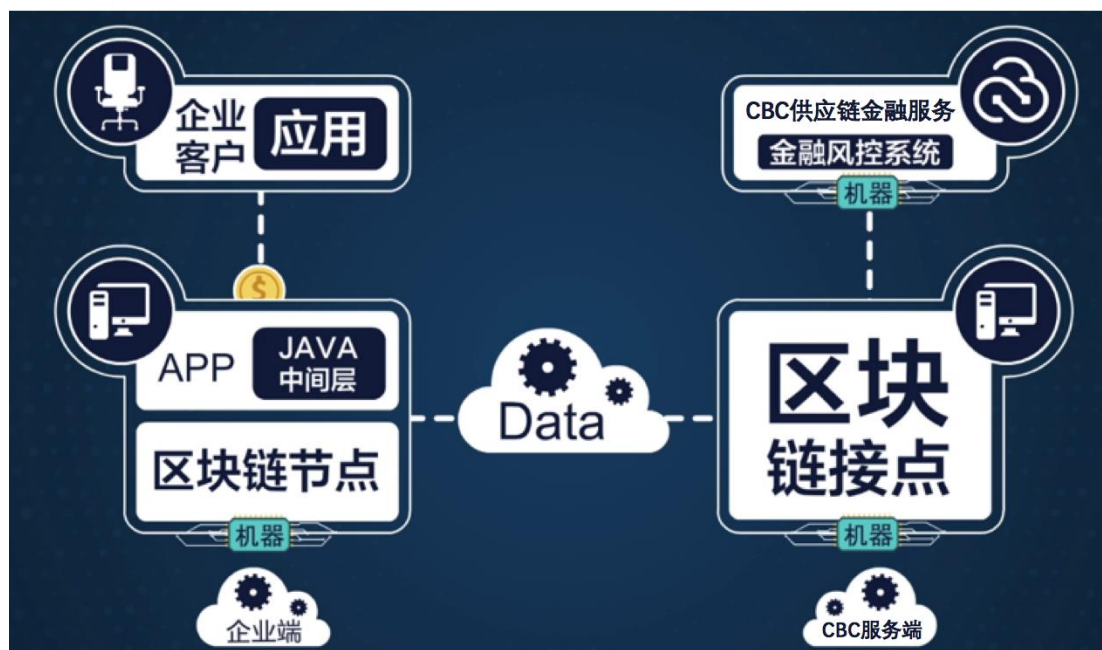 企业
客户
应用
CBC供应链金融服务
金融风控系统
机器
APP
JAVA
中间层
区块链节点
机器
Data
区块
链接点
机器
企业端
CBC服务端